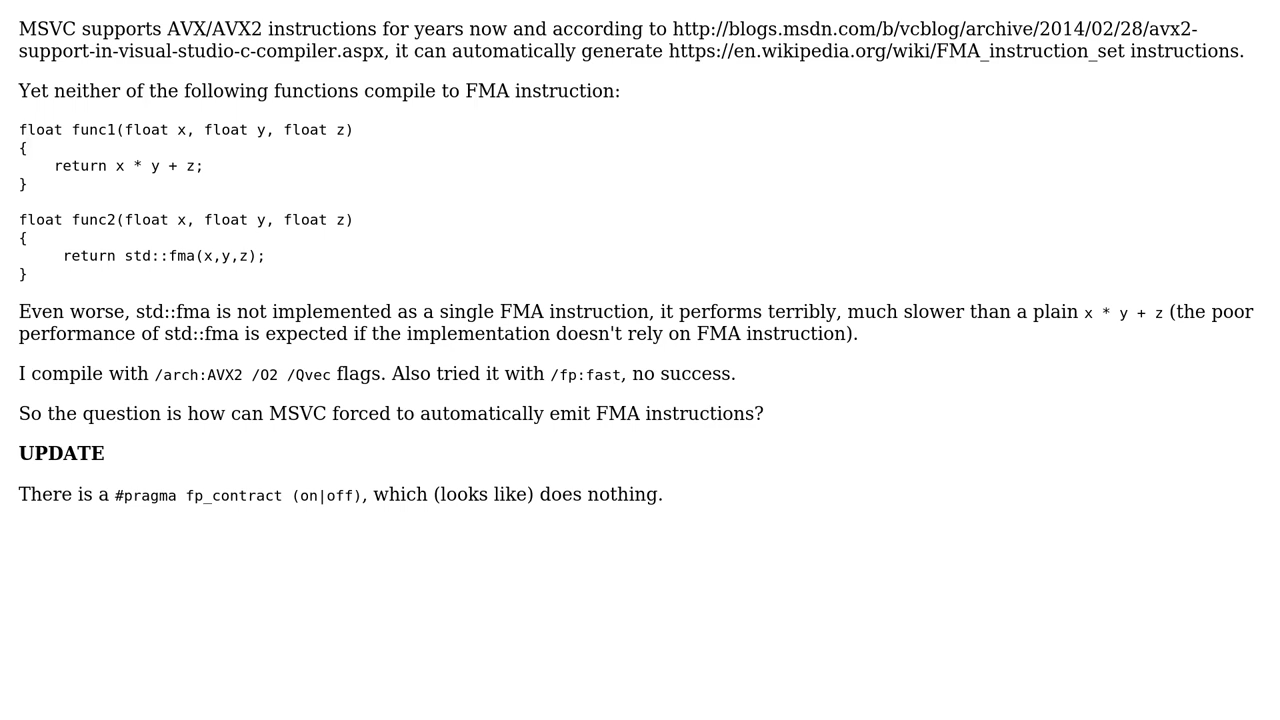 MSVC supports AVX/AVX2 instructions for years now and according to http://blogs.msdn.com/b/vcblog/archive/2014/02/28/avx2-
support-in-visual-studio-c-compiler.aspx, it can automatically generate https://en.wikipedia.org/wiki/FMA_instruction_set instructions.
Yet neither of the following functions compile to FMA instruction:
float func1(float x, float y, float z)
{
    return x * y + z;
}
float func2(float x, float y, float z)
{
     return std::fma(x,y,z);
}
Even worse, std::fma is not implemented as a single FMA instruction, it performs terribly, much slower than a plain x * y + z (the poor
performance of std::fma is expected if the implementation doesn't rely on FMA instruction).
I compile with /arch:AVX2 /O2 /Qvec flags. Also tried it with /fp:fast, no success.
So the question is how can MSVC forced to automatically emit FMA instructions?
UPDATE
There is a #pragma fp_contract (on|off), which (looks like) does nothing.